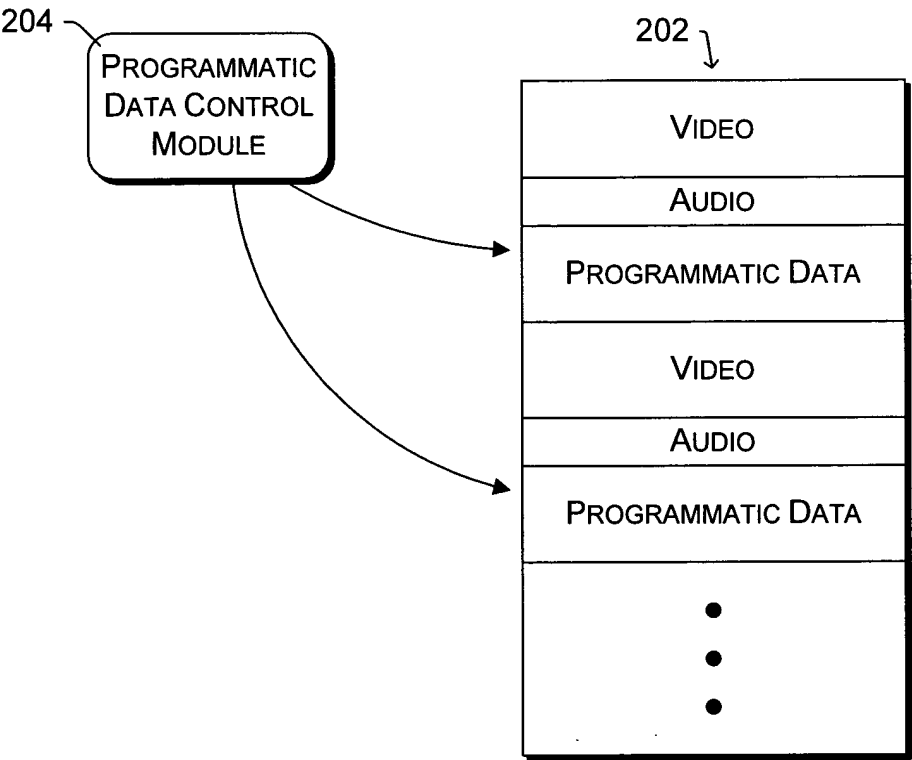 204
PROGRAMMATIC
DATA CONTROL
MODULE
202
VIDEO
AUDIO
PROGRAMMATIC DATA
VIDEO
AUDIO
PROGRAMMATIC DATA